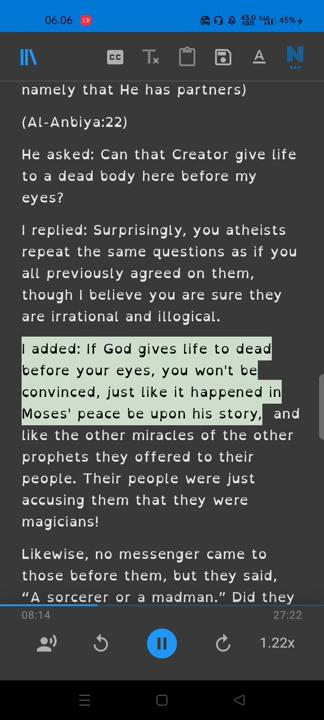 06.06
43.0
KB/S
45%
CC
N
namely that He has partners)
(Al-Anbiya:22)
He asked: Can that Creator give life
to a dead body here before my
eyes?
I replied: Surprisingly, you atheists
repeat the same questions as if you
all previously agreed on them,
though I believe you are sure they
are irrational and illogical.
I added: If God gives life to dead
before your eyes, you won't be
convinced, just like it happened in
Moses' peace be upon his story, and
like the other miracles of the other
prophets they offered to their
people. Their people were just
accusing them that they were
magicians!
Likewise, no messenger came to
those before them, but they said,
“A sorcerer or a madman.” Did they
08:14 27:22
1.22x